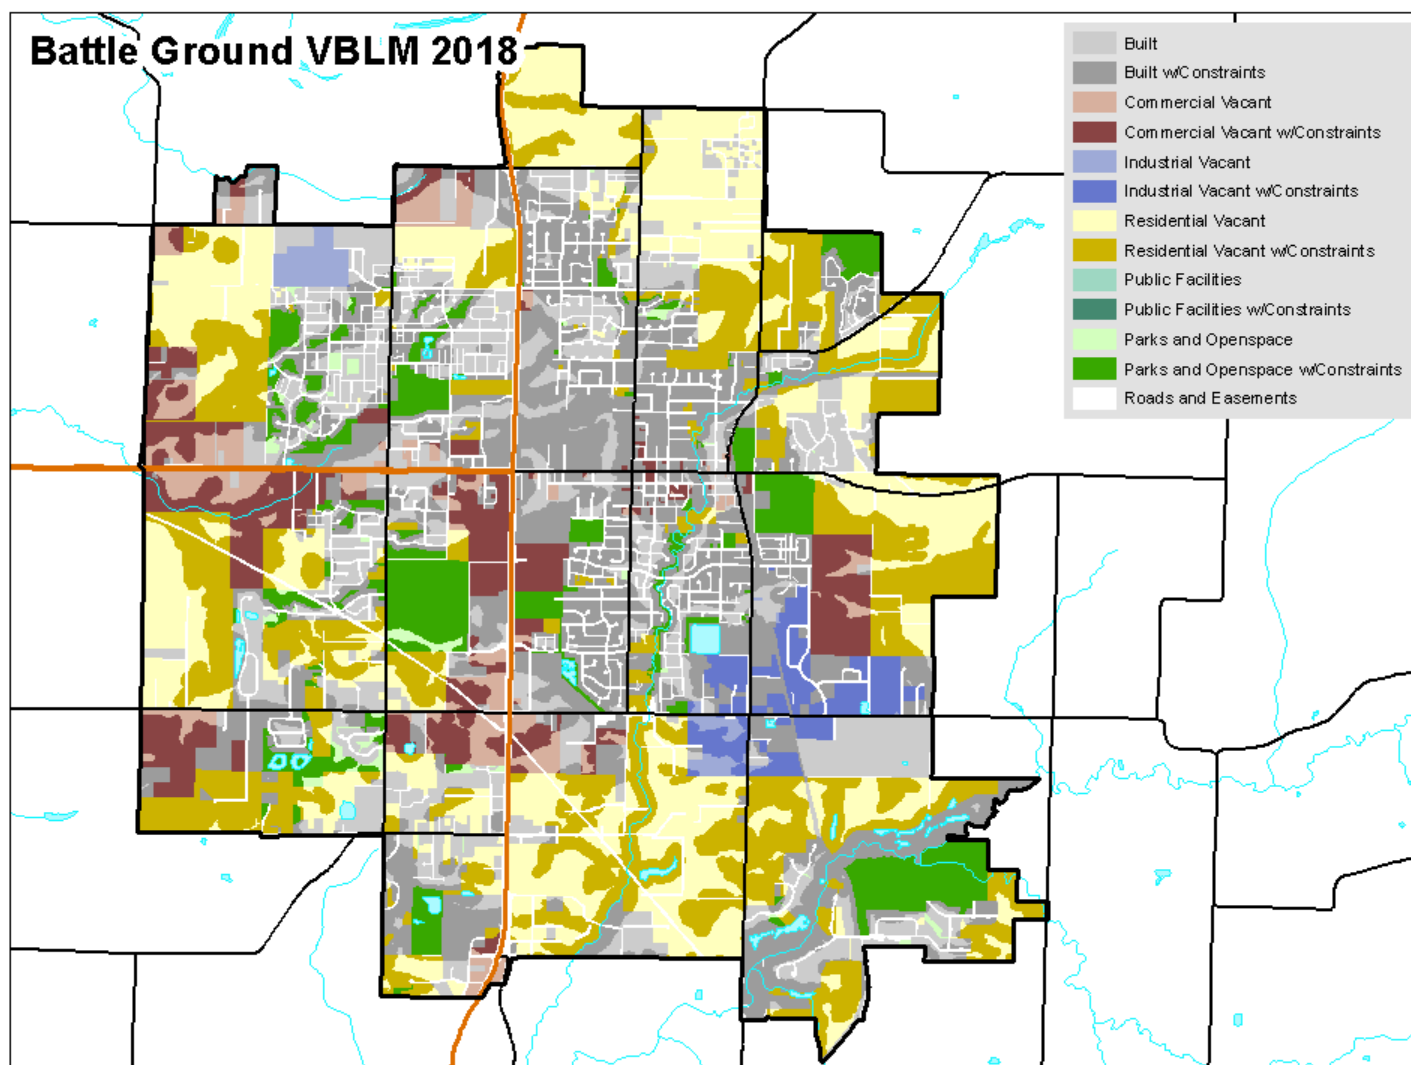 Battle Ground VBLM 2018
Built
Built w/Constraints
Commercial Vacant
Commercial Vacant w/Constraints
Industrial Vacant
Industrial Vacant w/Constraints
Residential Vacant
Residential Vacant w/Constraints
Public Facilities
Public Facilities w/Constraints
Parks and Openspace
Parks and Openspace w/Constraints
Roads and Easements